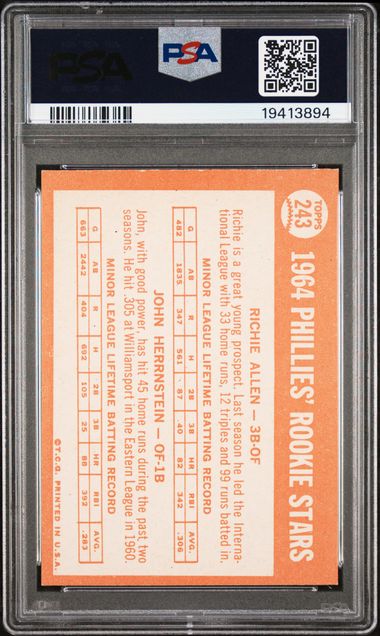 PSA
PSA
19413894
TOPPS
243
1964 PHILLIES' ROOKIE STARS
RICHIE ALLEN — 3B-OF
Richie is a great young prospect. Last season he led the Interna-
tional League with 33 home runs, 12 triples and 99 runs batted in.
MINOR LEAGUE LIFETIME BATTING RECORD
G AB R H 2B 3B HR RBI AVG.
482 1835 347 561 87 40 82 342 .306
JOHN HERRNSTEIN — OF-1B
John, with good power, has hit 45 home runs during the past two
seasons. He hit .305 at Williamsport in the Eastern League in 1960.
MINOR LEAGUE LIFETIME BATTING RECORD
G AB R H 2B 3B HR RBI AVG.
663 2442 404 692 105 25 86 392 .283
©T.C.G. PRINTED IN U.S.A.